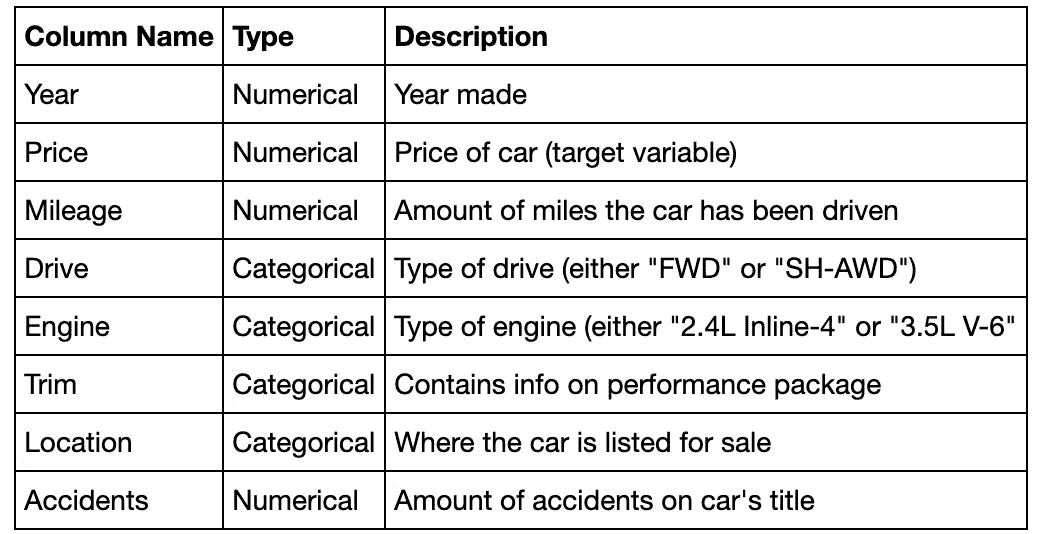 Column Name Type Description
Year Numerical Year made
Price Numerical Price of car (target variable)
Mileage Numerical Amount of miles the car has been driven
Drive Categorical Type of drive (either "FWD" or "SH-AWD")
Engine Categorical Type of engine (either "2.4L Inline-4" or "3.5L V-6"
Trim Categorical Contains info on performance package
Location Categorical Where the car is listed for sale
Accidents Numerical Amount of accidents on car's title